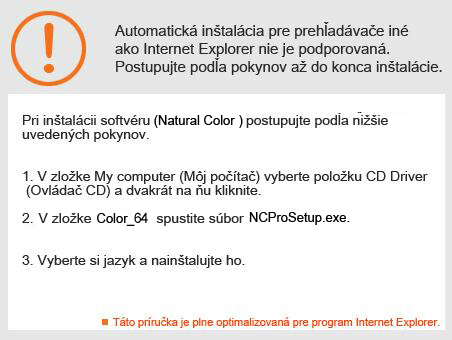 Automatická inštalácia pre prehľadávače iné
ako Internet Explorer nie je podporovaná.
Postupujte podľa pokynov až do konca inštalácie.
Pri inštalácii softvéru (Natural Color ) postupujte podľa nižšie
uvedených pokynov.
1. V zložke My computer (Môj počítač) vyberte položku CD Driver
(Ovládač CD) a dvakrát na ňu kliknite.
2. V zložke Color_64 spustite súbor NCProSetup.exe.
3. Vyberte si jazyk a nainštalujte ho.
Táto príručka je plne optimalizovaná pre program Internet Explorer.